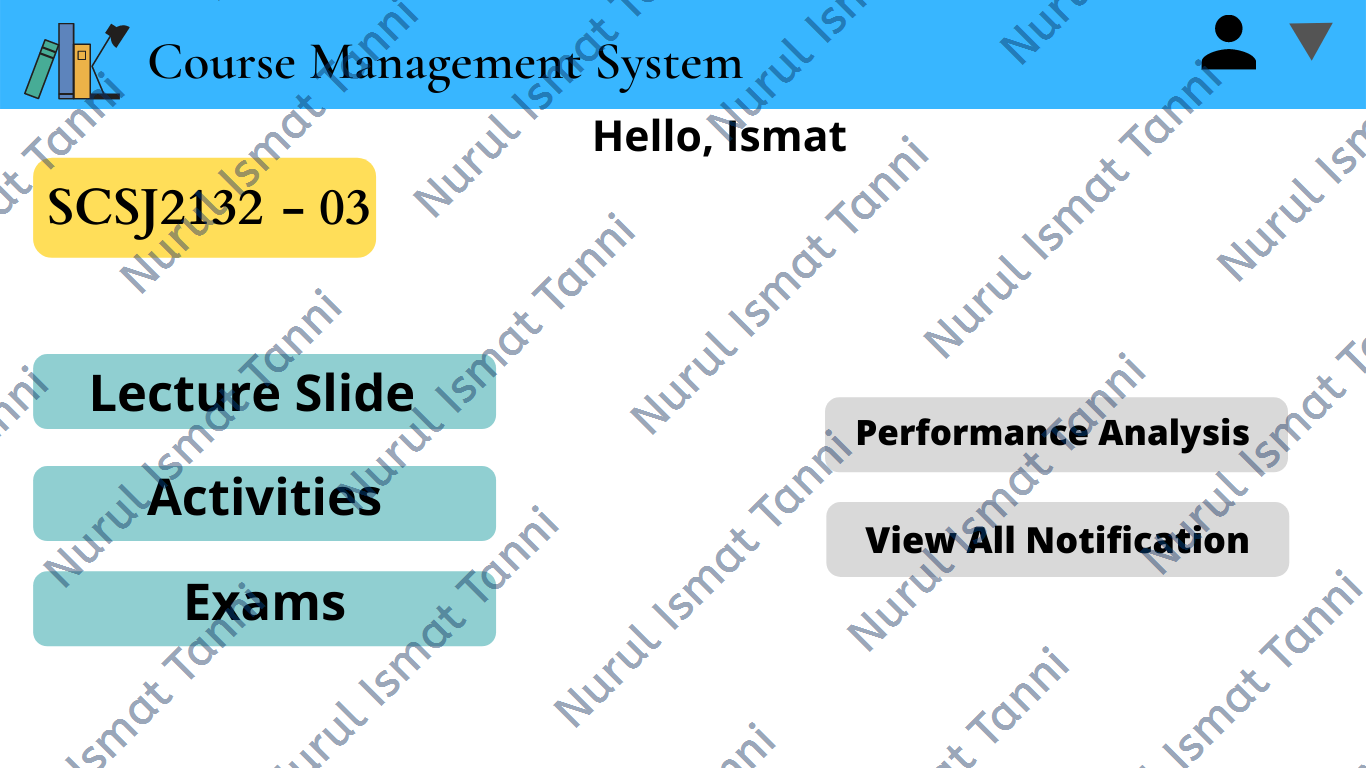 Course Management System
Hello, Ismat
SCSJ2132 – 03
Lecture Slide
Activities
Exams
Performance Analysis
View All Notification
Nurul Ismat Tanni